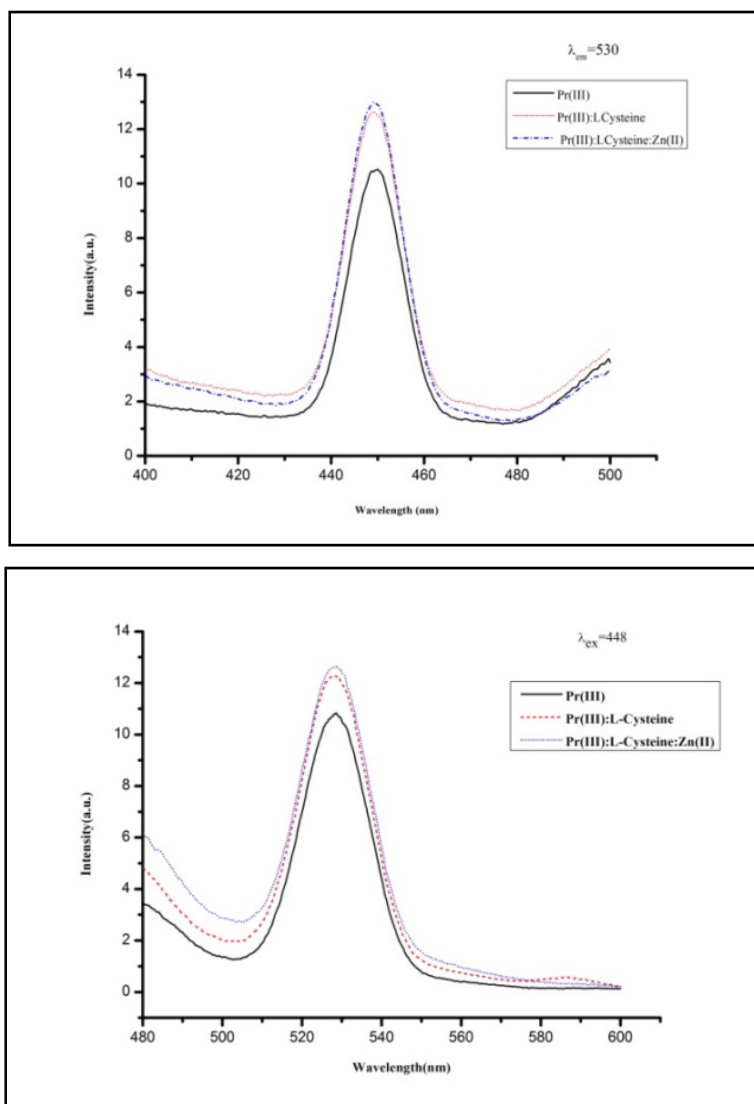 λem=530
14
Pr(III)
Pr(III):LCysteine
Pr(III):LCysteine:Zn(II)
12
10
8
6
4
2
0
Intensity(a.u.)
400 420 440 460 480 500
Wavelength (nm)
λex=448
14
Pr(III)
Pr(III):L-Cysteine
Pr(III):L-Cysteine:Zn(II)
12
10
8
6
4
2
0
Intensity(a.u.)
480 500 520 540 560 580 600
Wavelength(nm)